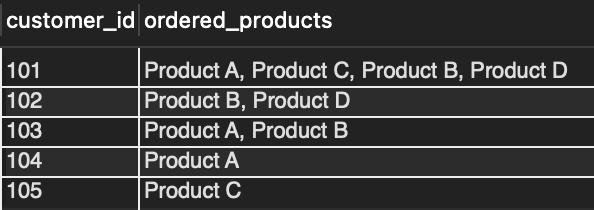 customer_id ordered_products
101 Product A, Product C, Product B, Product D
102 Product B, Product D
103 Product A, Product B
104 Product A
105 Product C